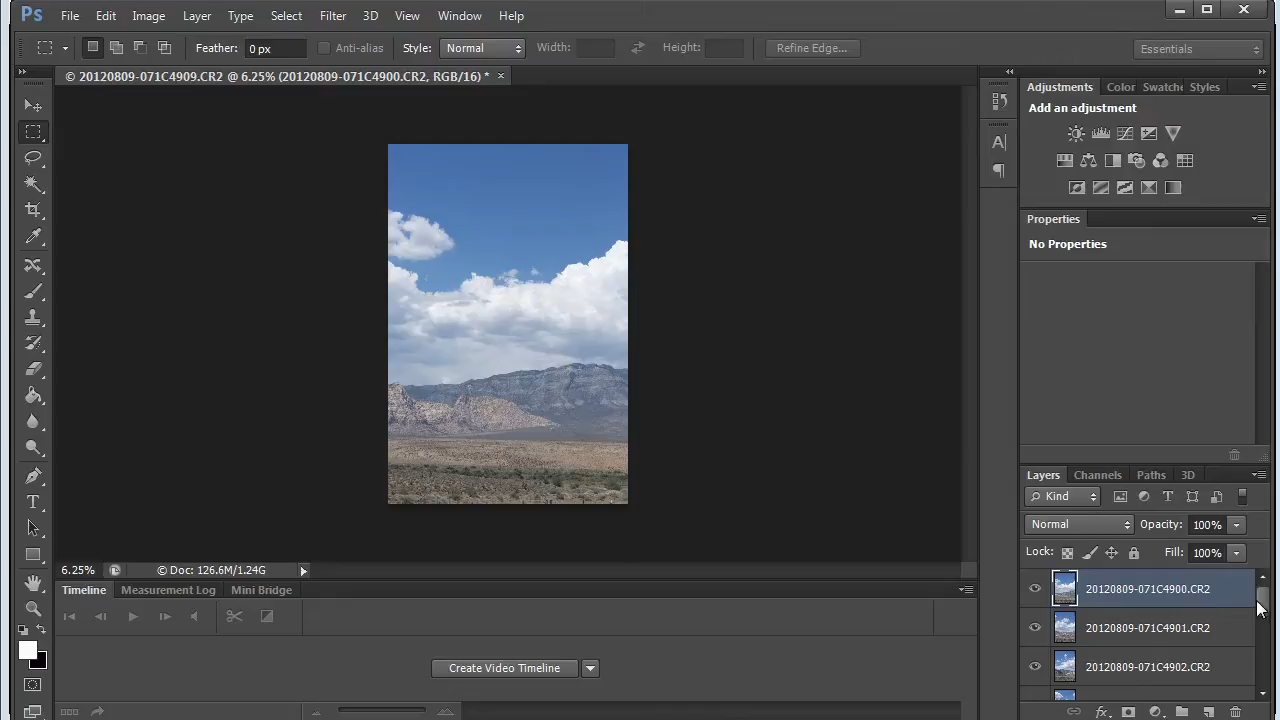 Ps File Edit Image Layer Type Select Filter 3D View Window Help
Feather: 0 px Anti-alias Style: Normal Width: Height: Refine Edge... Essentials
© 20120809-071C4909.CR2 @ 6.25% (20120809-071C4900.CR2, RGB/16) * ×
Adjustments Color Swatche Styles
Add an adjustment
Properties
No Properties
Layers Channels Paths 3D
Kind
Normal Opacity: 100%
Lock: Fill: 100%
20120809-071C4900.CR2
20120809-071C4901.CR2
20120809-071C4902.CR2
6.25% © Doc: 126.6M/1.24G
Timeline Measurement Log Mini Bridge
Create Video Timeline